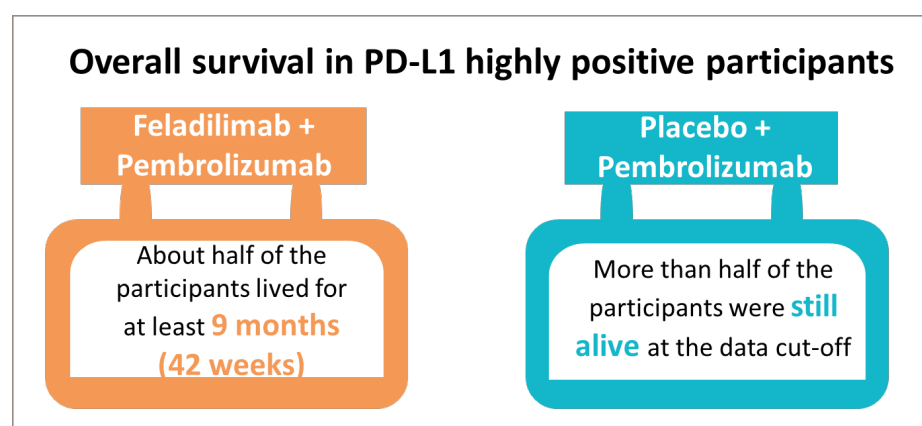 Overall survival in PD-L1 highly positive participants
Feladilimab +
Pembrolizumab
About half of the
participants lived for
at least 9 months
(42 weeks)
Placebo +
Pembrolizumab
More than half of the
participants were still
alive at the data cut-off